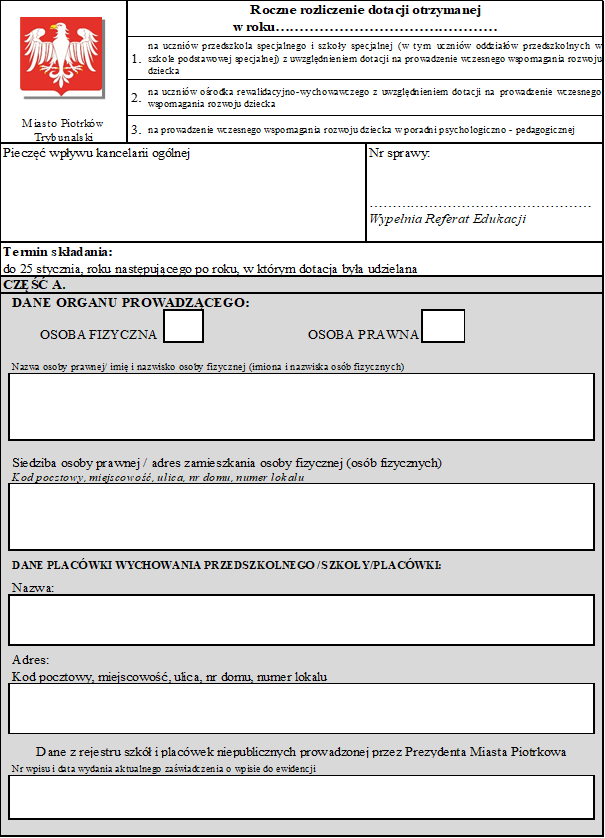 Roczne rozliczenie dotacji otrzymanej
w roku…………………………………………
1. na uczniów przedszkola specjalnego i szkoły specjalnej (w tym uczniów oddziałów przedszkolnych w
szkole podstawowej specjalnej) z uwzględnieniem dotacji na prowadzenie wczesnego wspomagania rozwoju
dziecka
2. na uczniów ośrodka rewalidacyjno-wychowawczego z uwzględnieniem dotacji na prowadzenie wczesnego
wspomagania rozwoju dziecka
3. na prowadzenie wczesnego wspomagania rozwoju dziecka w poradni psychologiczno - pedagogicznej
Miasto Piotrków
Trybunalski
Pieczęć wpływu kancelarii ogólnej
Nr sprawy:
…………………………………………
Wypełnia Referat Edukacji
Termin składania:
do 25 stycznia, roku następującego po roku, w którym dotacja była udzielana
CZĘŚĆ A.
DANE ORGANU PROWADZĄCEGO:
OSOBA FIZYCZNA OSOBA PRAWNA
Nazwa osoby prawnej/ imię i nazwisko osoby fizycznej (imiona i nazwiska osób fizycznych)
Siedziba osoby prawnej / adres zamieszkania osoby fizycznej (osób fizycznych)
Kod pocztowy, miejscowość, ulica, nr domu, numer lokalu
DANE PLACÓWKI WYCHOWANIA PRZEDSZKOLNEGO /SZKOŁY/PLACÓWKI:
Nazwa:
Adres:
Kod pocztowy, miejscowość, ulica, nr domu, numer lokalu
Dane z rejestru szkół i placówek niepublicznych prowadzonej przez Prezydenta Miasta Piotrkowa
Nr wpisu i data wydania aktualnego zaświadczenia o wpisie do ewidencji